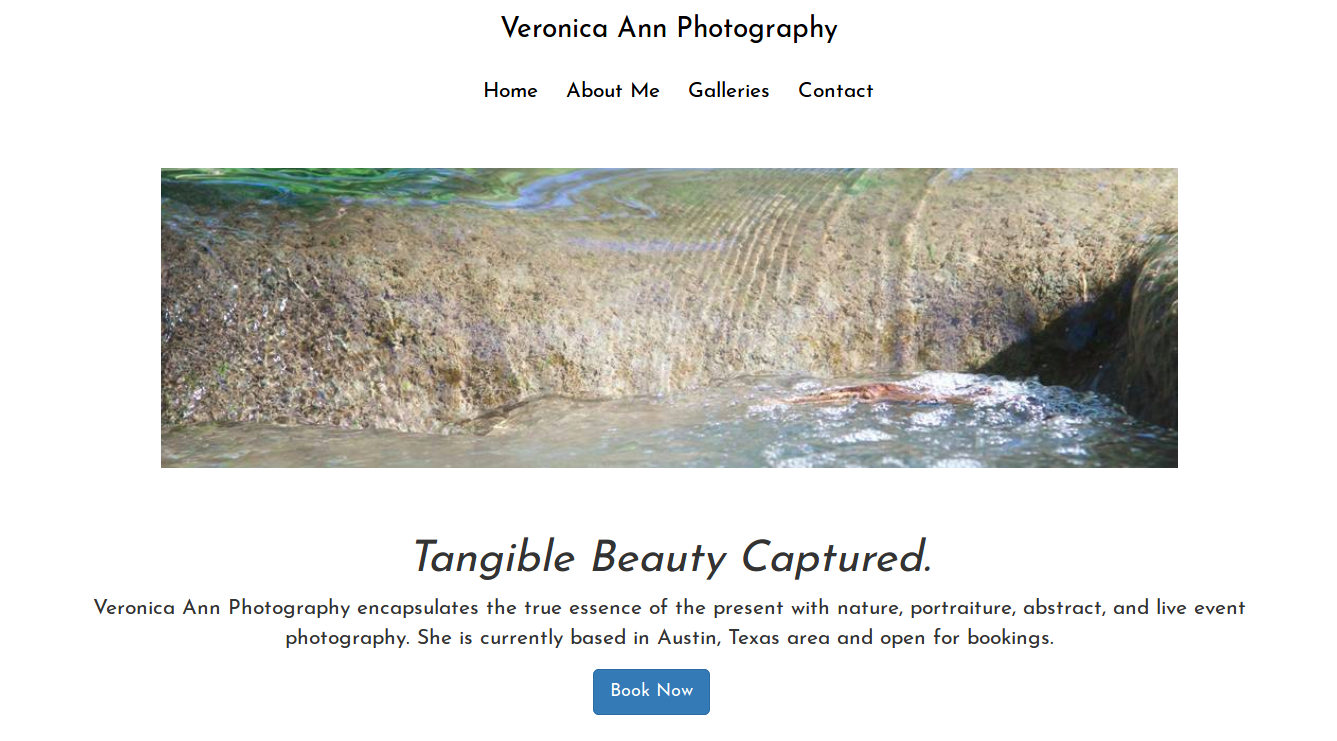 Veronica Ann Photography
Home About Me Galleries Contact
Tangible Beauty Captured.
Veronica Ann Photography encapsulates the true essence of the present with nature, portraiture, abstract, and live event
photography. She is currently based in Austin, Texas area and open for bookings.
Book Now